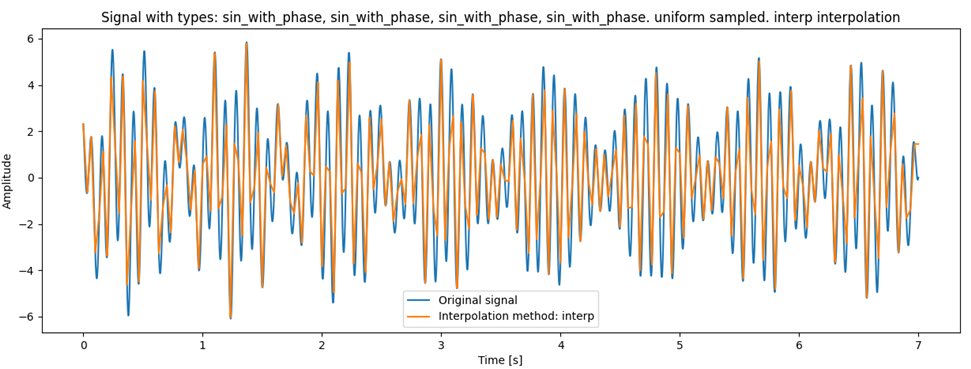 Signal with types: sin_with_phase, sin_with_phase, sin_with_phase, sin_with_phase. uniform sampled. interp interpolation
6
4
2
0
−2
−4
−6
Amplitude
Original signal
Interpolation method: interp
0 1 2 3 4 5 6 7
Time [s]